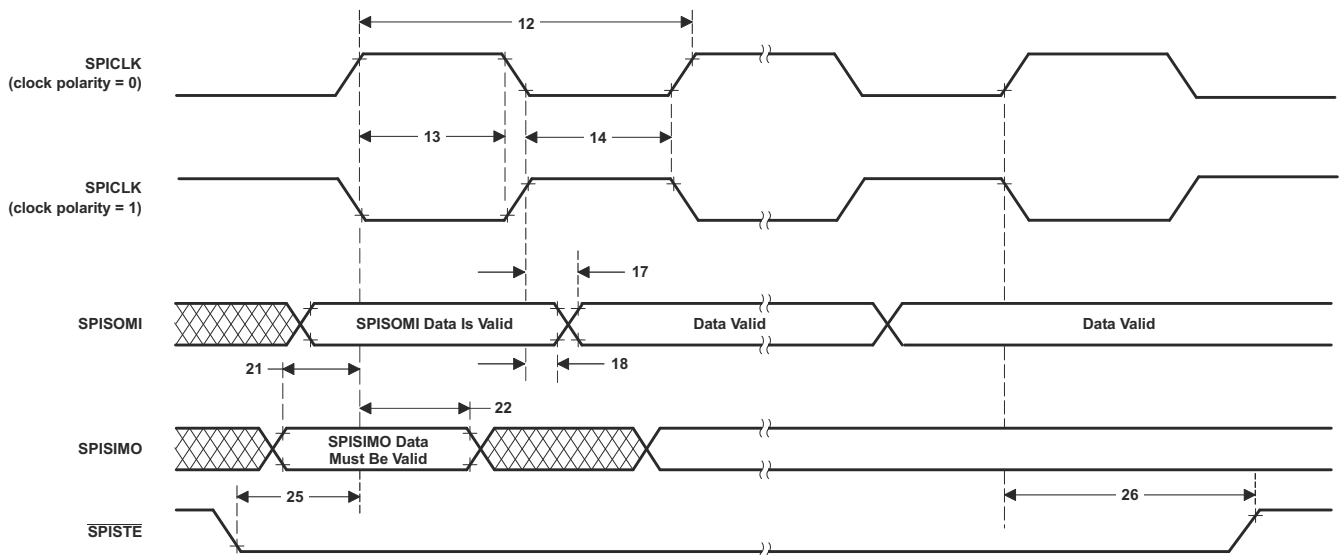 12
SPICLK
(clock polarity = 0)
13
14
SPICLK
(clock polarity = 1)
17
SPISOMI
SPISOMI Data Is Valid
Data Valid
Data Valid
18
21
22
SPISIMO
SPISIMO Data
Must Be Valid
25
26
SPISTE